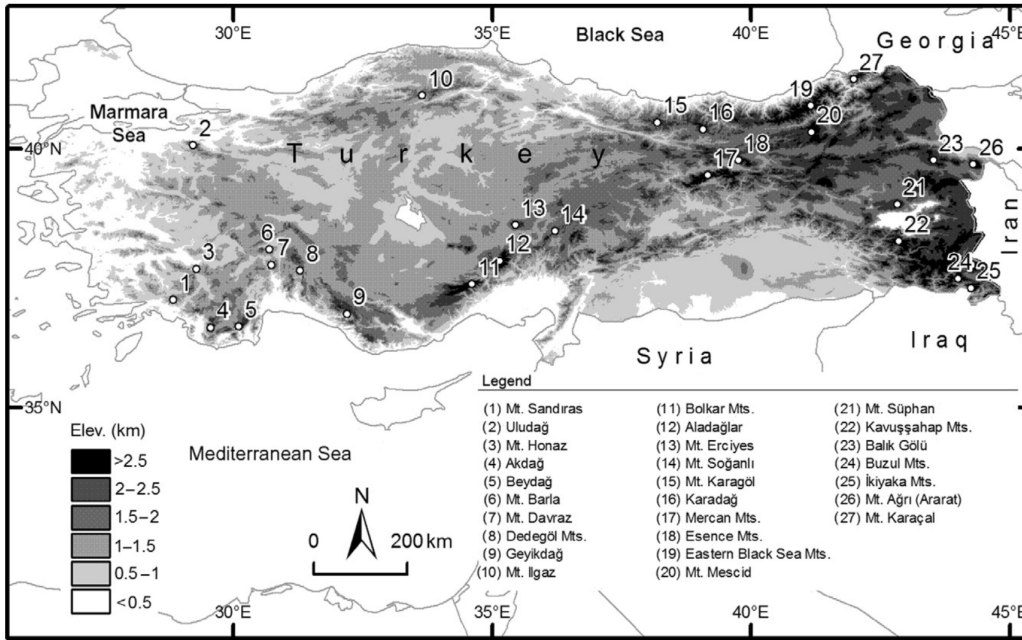 30°E 35°E 40°E 45°E
Black Sea
Georgia
27
10
19
Marmara
Sea
15 16
20
2
40°N
18
Turkey
23 26
17
21
13 14
22
Iran
6
7 8
12
3
11
24 25
1
9
4 5
Iraq
Syria
35°N
Mediterranean Sea
Elev. (km)
>2.5
2–2.5
1.5–2
1–1.5
0.5–1
<0.5
N
0 200 km
Legend
(1) Mt. Sandıras
(2) Uludağ
(3) Mt. Honaz
(4) Akdağ
(5) Beydağ
(6) Mt. Barla
(7) Mt. Davraz
(8) Dedegöl Mts.
(9) Geyikdağ
(10) Mt. Ilgaz
(11) Bolkar Mts.
(12) Aladağlar
(13) Mt. Erciyes
(14) Mt. Soğanlı
(15) Mt. Karagöl
(16) Karadağ
(17) Mercan Mts.
(18) Esence Mts.
(19) Eastern Black Sea Mts.
(20) Mt. Mescid
(21) Mt. Süphan
(22) Kavuşşahap Mts.
(23) Balık Gölü
(24) Buzul Mts.
(25) İkiyaka Mts.
(26) Mt. Ağrı (Ararat)
(27) Mt. Karaçal
30°E 35°E 40°E 45°E